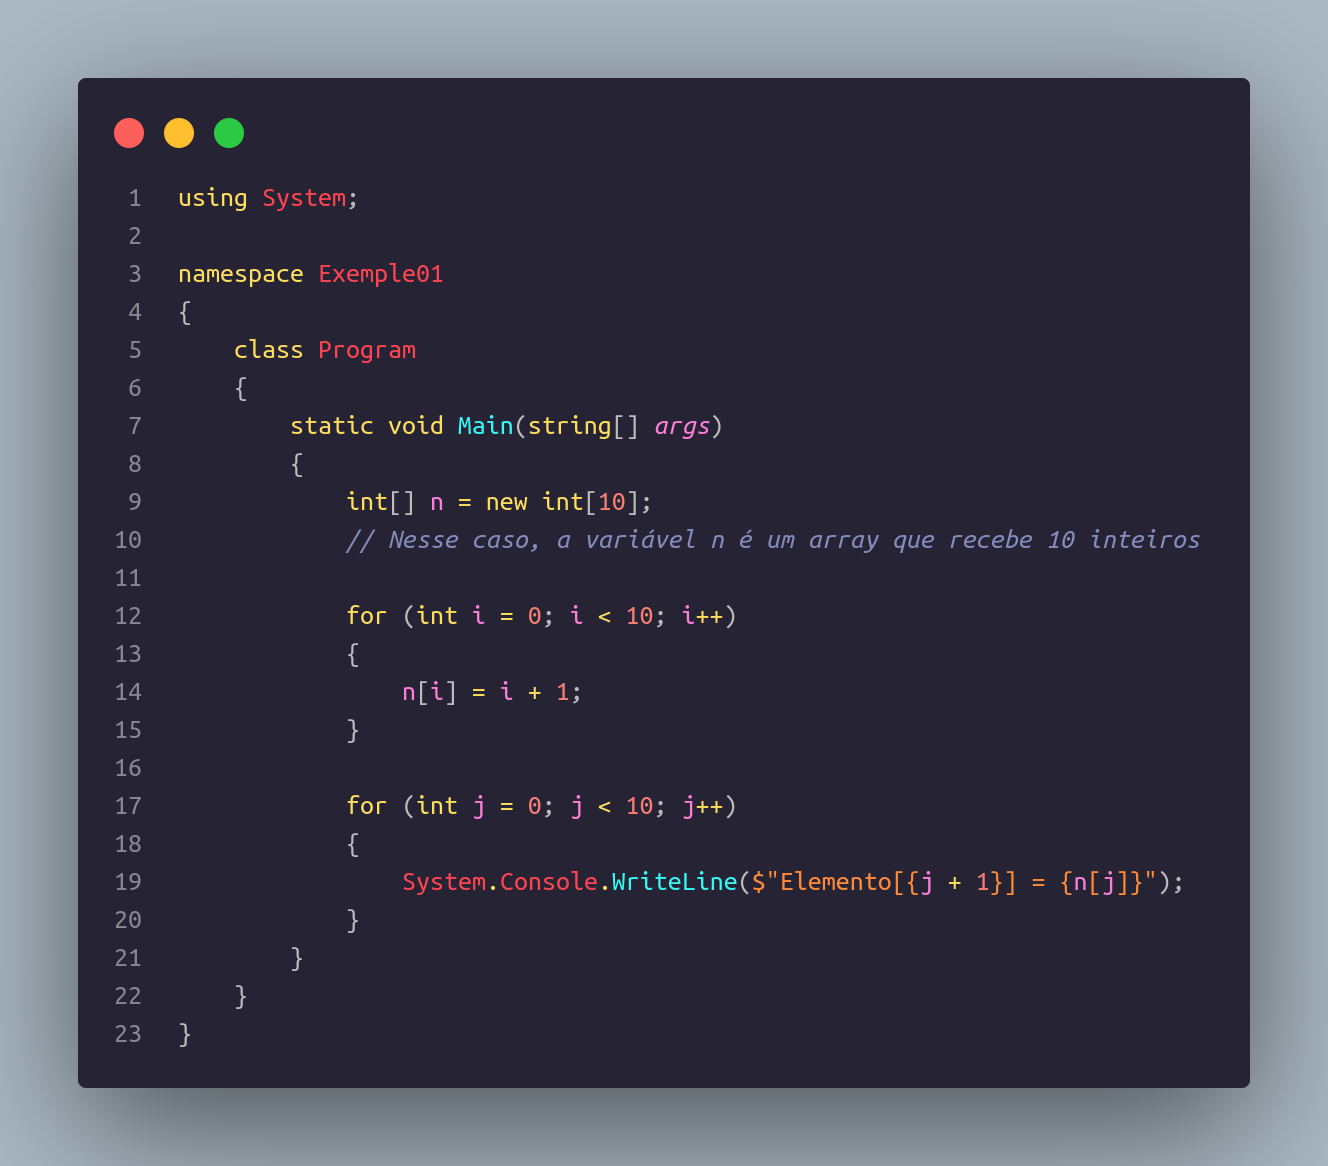 1 using System;
2
3 namespace Exemple01
4 {
5     class Program
6     {
7         static void Main(string[] args)
8         {
9             int[] n = new int[10];
10             // Nesse caso, a variável n é um array que recebe 10 inteiros
11
12             for (int i = 0; i < 10; i++)
13             {
14                 n[i] = i + 1;
15             }
16
17             for (int j = 0; j < 10; j++)
18             {
19                 System.Console.WriteLine($"Elemento[{j + 1}] = {n[j]}");
20             }
21         }
22     }
23 }